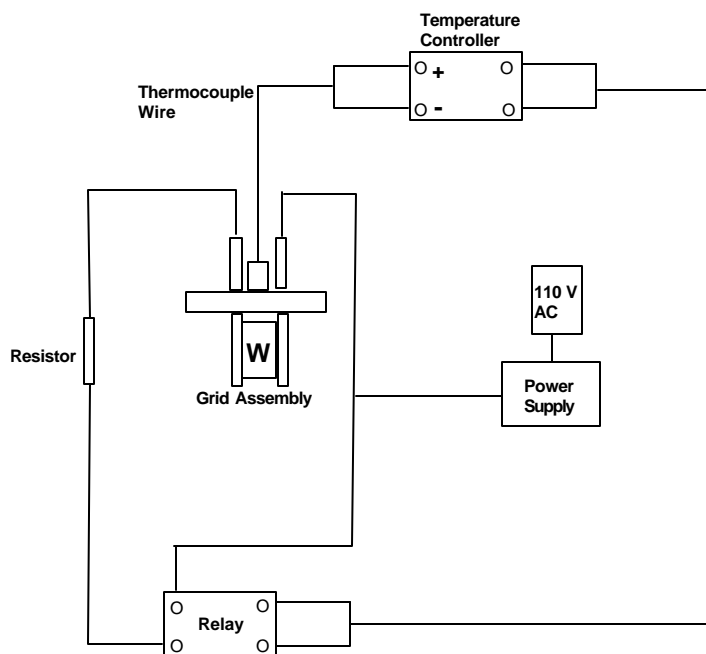 Temperature
Controller
O + O
O - O
Thermocouple
Wire
110 V
AC
Resistor
W
Grid Assembly
Power
Supply
O Relay O
O O